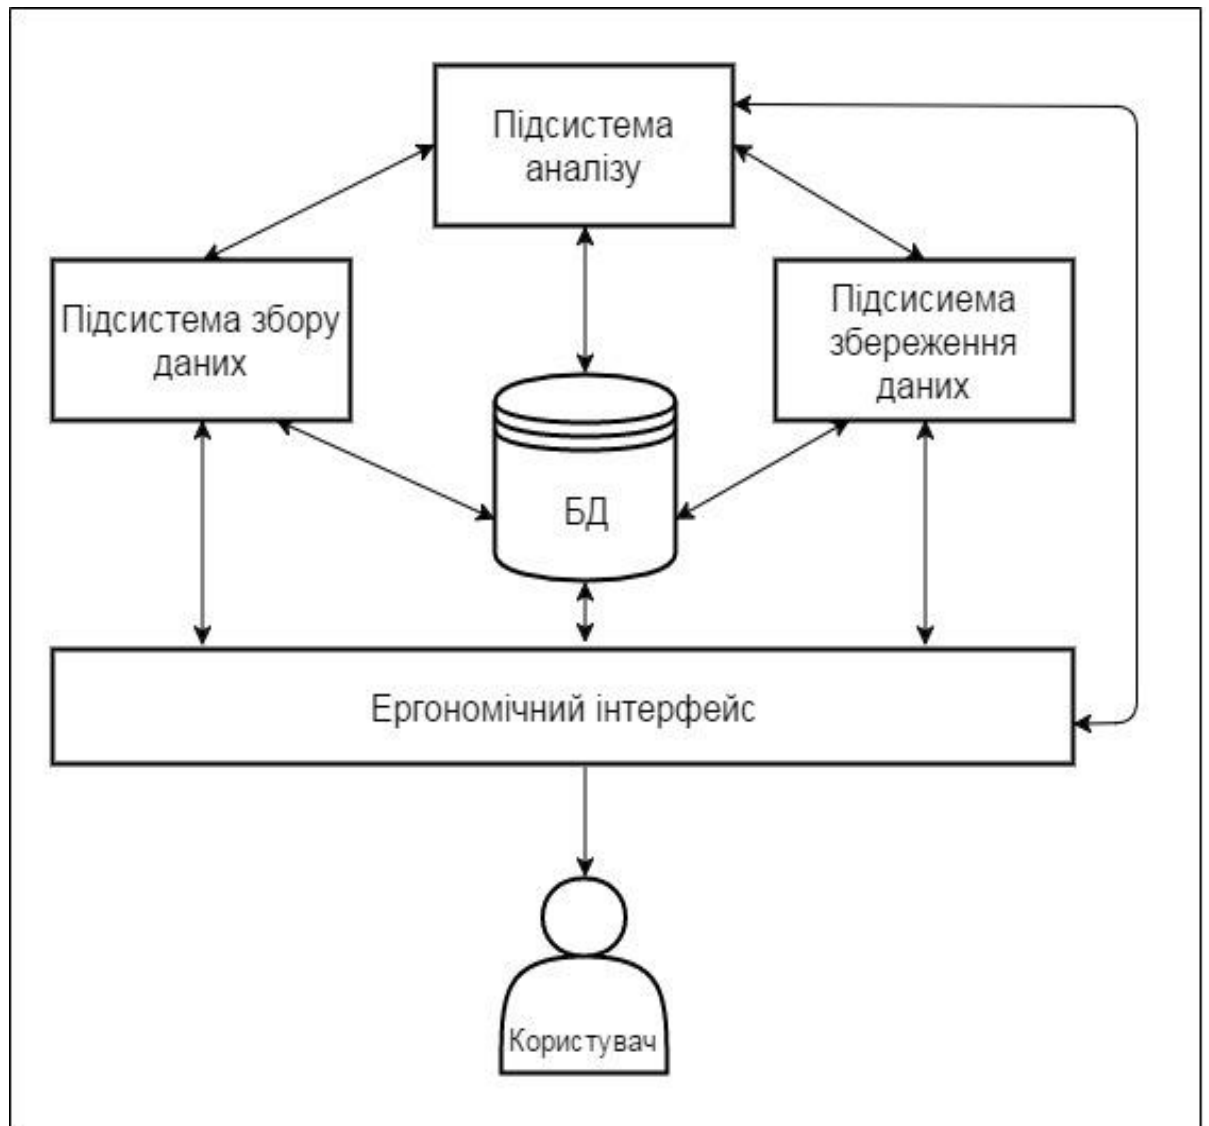 Підсистема
аналізу
Підсистема збору
даних
Підсисиема
збереження
даних
БД
Ергономічний інтерфейс
Користувач